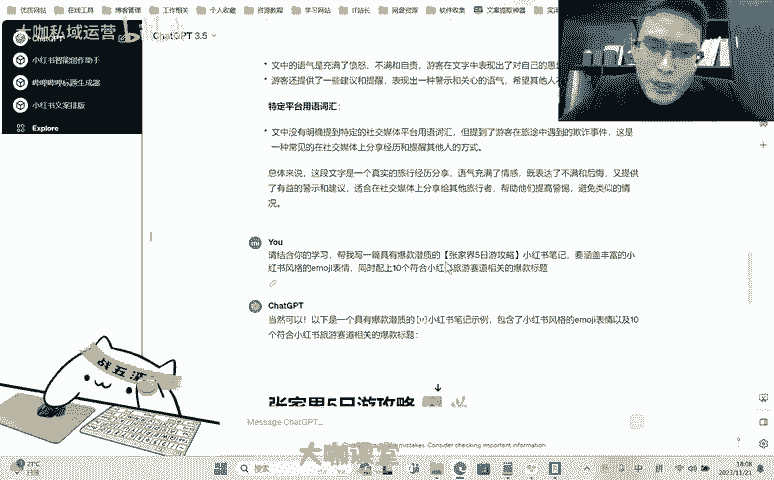 优质网站 在线工具 博客管理 工作相关 个人收藏 资源教程 学习网站 IT站长 网盘资源 软件收集 文案提取神器
大咖私域运营
ChatGPT
ChatGPT 3.5
小红书智能创作助手
哔哩哔哩标题生成器
小红书文案排版
Explore
文中的语气是充满了愤怒、不满和自责，游客在文字中表现出了对自己的
游客还提供了一些建议和提醒，表现出一种警示和关心的语气，希望其他人
特定平台用语词汇：
文中没有明确提到特定的社交媒体平台用语词汇，但提到了游客在旅途中遇到的欺诈事件，这是
一种常见的在社交媒体上分享经历和提醒其他人的方式。
总体来说，这段文字是一个真实的旅行经历分享，语气充满了情感，既表达了不满和后悔，又提供
了有益的警示和建议，适合在社交媒体上分享给其他旅行者，帮助他们提高警惕，避免类似的情
况。
You
请结合你的学习，帮我写一篇具有爆款潜质的【张家界5日游攻略】小红书笔记，要涵盖丰富的小
红书风格的emoji表情，同时配上10个符合小红书旅游赛道相关的爆款标题
ChatGPT
当然可以！以下是一个具有爆款潜质的小红书笔记示例，包含了小红书风格的emoji表情以及10
个符合小红书旅游赛道相关的爆款标题：
张家界5日游攻略
战五渣
Message ChatGPT...
mistakes. Consider checking important information.
大咖课堂
21°C
搜索
中
拼
18:08
2023/11/21